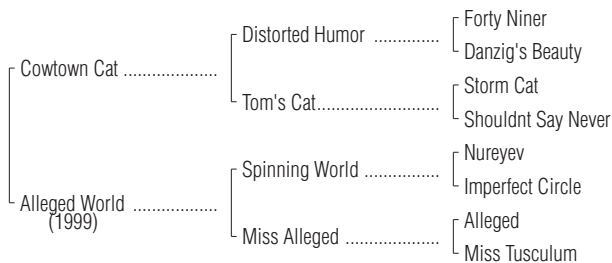 Forty Niner
Distorted Humor ..................
Danzig's Beauty
Cowtown Cat ....................
Storm Cat
Tom's Cat..........................
Shouldnt Say Never
Nureyev
Spinning World ................
Imperfect Circle
Alleged World ..................
(1999)
Alleged
Miss Alleged ....................
Miss Tusculum